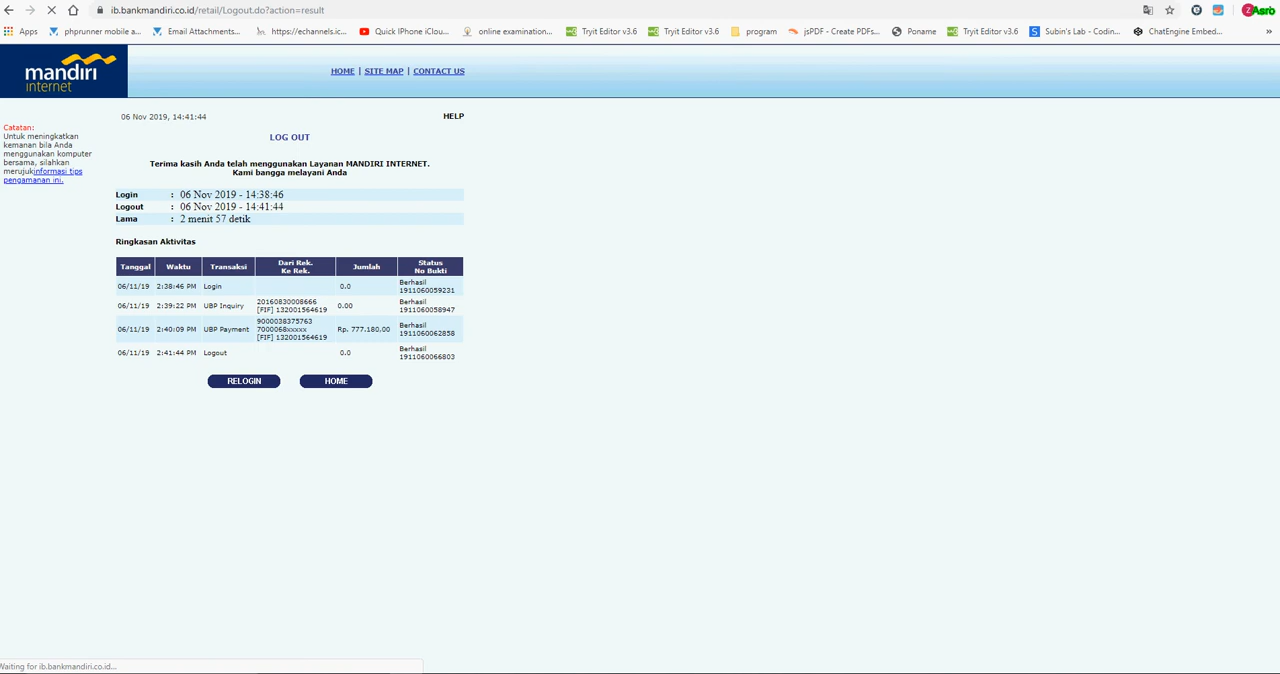 ib.bankmandiri.co.id/retail/Logout.do?action=result
Asro
Apps
phprunner mobile a...
Email Attachments...
https://echannels.ic...
Quick IPhone iClou...
online examination...
Tryit Editor v3.6
Tryit Editor v3.6
program
jsPDF - Create PDFs...
Poname
Tryit Editor v3.6
Subin's Lab - Codin...
ChatEngine Embed...
»
mandiri
internet
HOME | SITE MAP | CONTACT US
Catatan:
Untuk meningkatkan
kemanan bila Anda
menggunakan komputer
bersama, silahkan
merujukinformasi tips
pengamanan ini.
06 Nov 2019, 14:41:44 HELP
LOG OUT
Terima kasih Anda telah menggunakan Layanan MANDIRI INTERNET.
Kami bangga melayani Anda
Login : 06 Nov 2019 - 14:38:46
Logout : 06 Nov 2019 - 14:41:44
Lama : 2 menit 57 detik
Ringkasan Aktivitas
Tanggal Waktu Transaksi Dari Rek. Ke Rek. Jumlah Status No Bukti
06/11/19 2:38:46 PM Login 0.0 Berhasil 1911060059231
06/11/19 2:39:22 PM UBP Inquiry 20160830008666 [FIF] 132001564619 0.00 Berhasil 1911060058947
06/11/19 2:40:09 PM UBP Payment 9000038375763 7000068xxxxx [FIF] 132001564619 Rp. 777.180,00 Berhasil 1911060062858
06/11/19 2:41:44 PM Logout 0.0 Berhasil 1911060066803
RELOGIN HOME
Waiting for ib.bankmandiri.co.id...